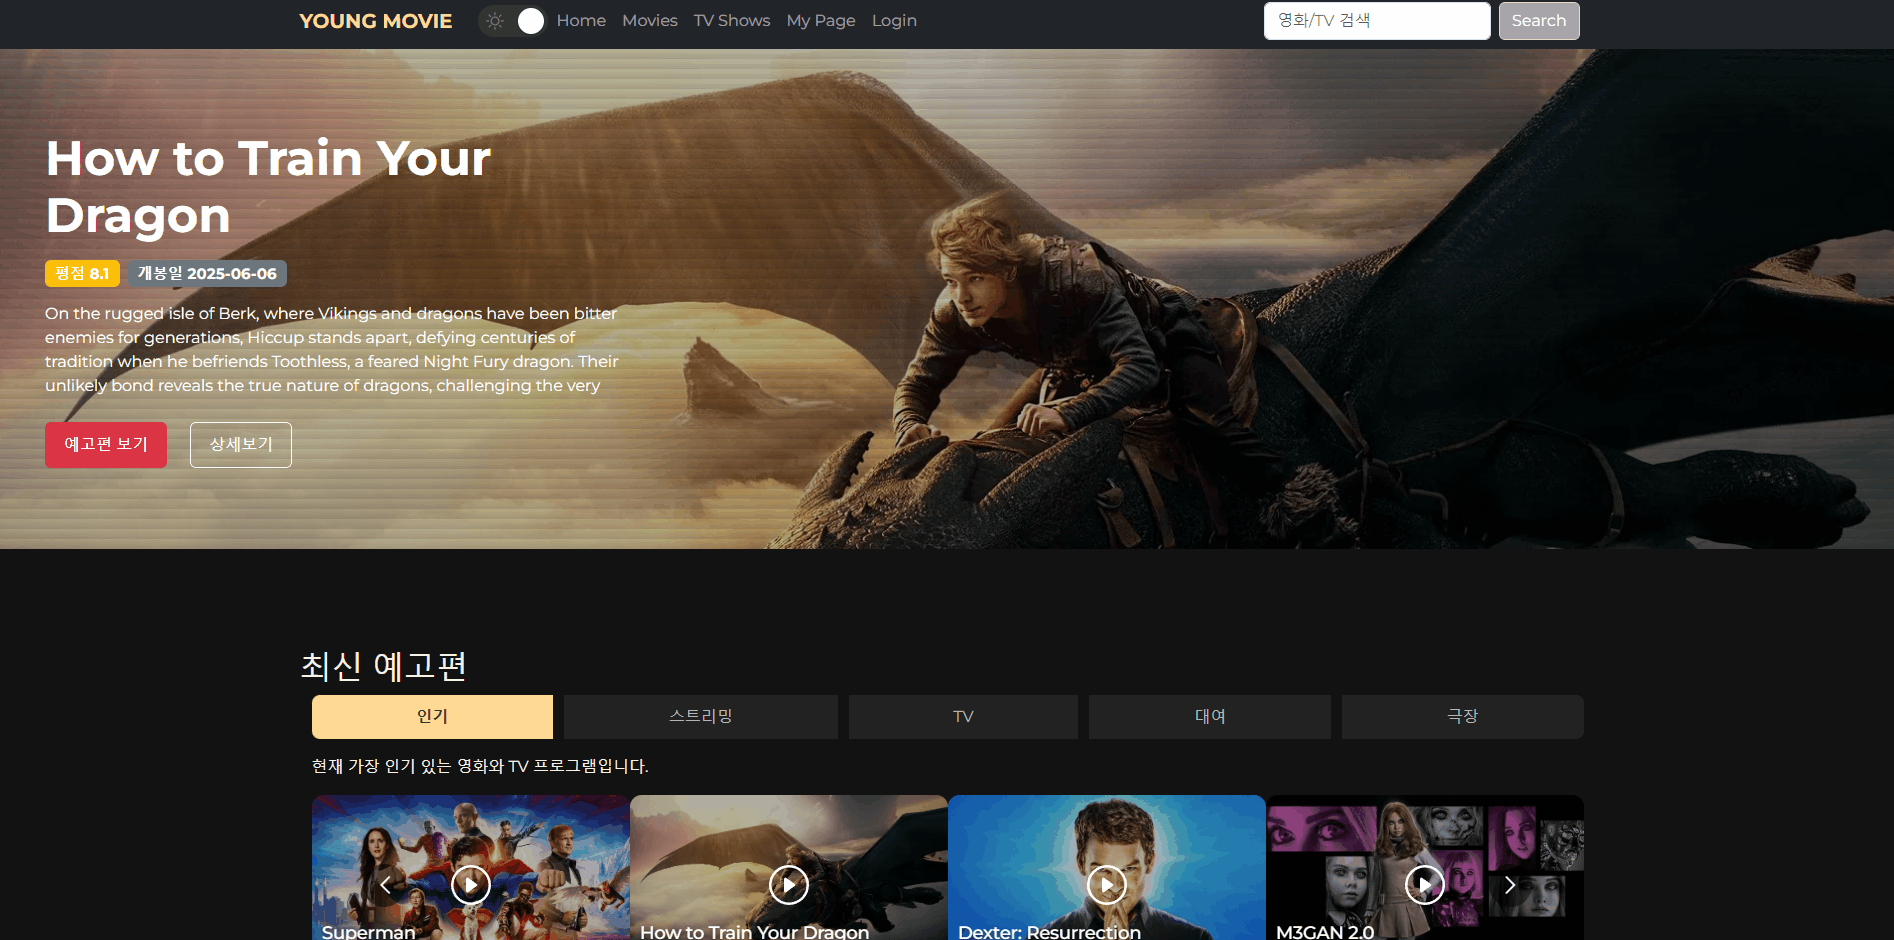 YOUNG MOVIE
Home Movies TV Shows My Page Login
영화/TV 검색
Search
How to Train Your
Dragon
평점 8.1 개봉일 2025-06-06
On the rugged isle of Berk, where Vikings and dragons have been bitter
enemies for generations, Hiccup stands apart, defying centuries of
tradition when he befriends Toothless, a feared Night Fury dragon. Their
unlikely bond reveals the true nature of dragons, challenging the very
예고편 보기 상세보기
최신 예고편
인기 스트리밍 TV 대여 극장
현재 가장 인기 있는 영화와 TV 프로그램입니다.
Superman How to Train Your Dragon Dexter: Resurrection M3GAN 2.0